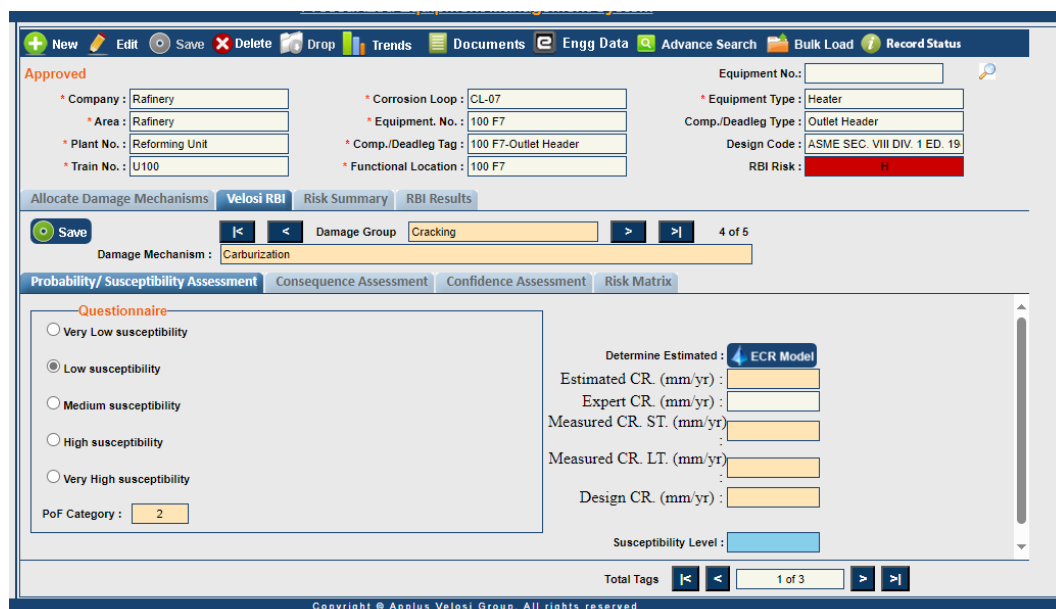 New Edit Save Delete Drop Trends Documents Engg Data Advance Search Bulk Load Record Status
Approved
Equipment No.:
* Company : Rafinery * Corrosion Loop : CL-07 * Equipment Type : Heater
* Area : Rafinery * Equipment. No. : 100 F7 Comp./Deadleg Type : Outlet Header
* Plant No. : Reforming Unit * Comp./Deadleg Tag : 100 F7-Outlet Header Design Code : ASME SEC. VIII DIV. 1 ED. 19
* Train No. : U100 * Functional Location : 100 F7 RBI Risk : H
Allocate Damage Mechanisms Velosi RBI Risk Summary RBI Results
Save |< < Damage Group Cracking > >| 4 of 5
Damage Mechanism : Carburization
Probability/ Susceptibility Assessment Consequence Assessment Confidence Assessment Risk Matrix
Questionnaire
Very Low susceptibility
Low susceptibility
Medium susceptibility
High susceptibility
Very High susceptibility
PoF Category : 2
Determine Estimated : ECR Model
Estimated CR. (mm/yr) :
Expert CR. (mm/yr) :
Measured CR. ST. (mm/yr)
:
Measured CR. LT. (mm/yr)
:
Design CR. (mm/yr) :
Susceptibility Level :
Total Tags |< < 1 of 3 > >|
Copyright @ Applus Velosi Group. All rights reserved